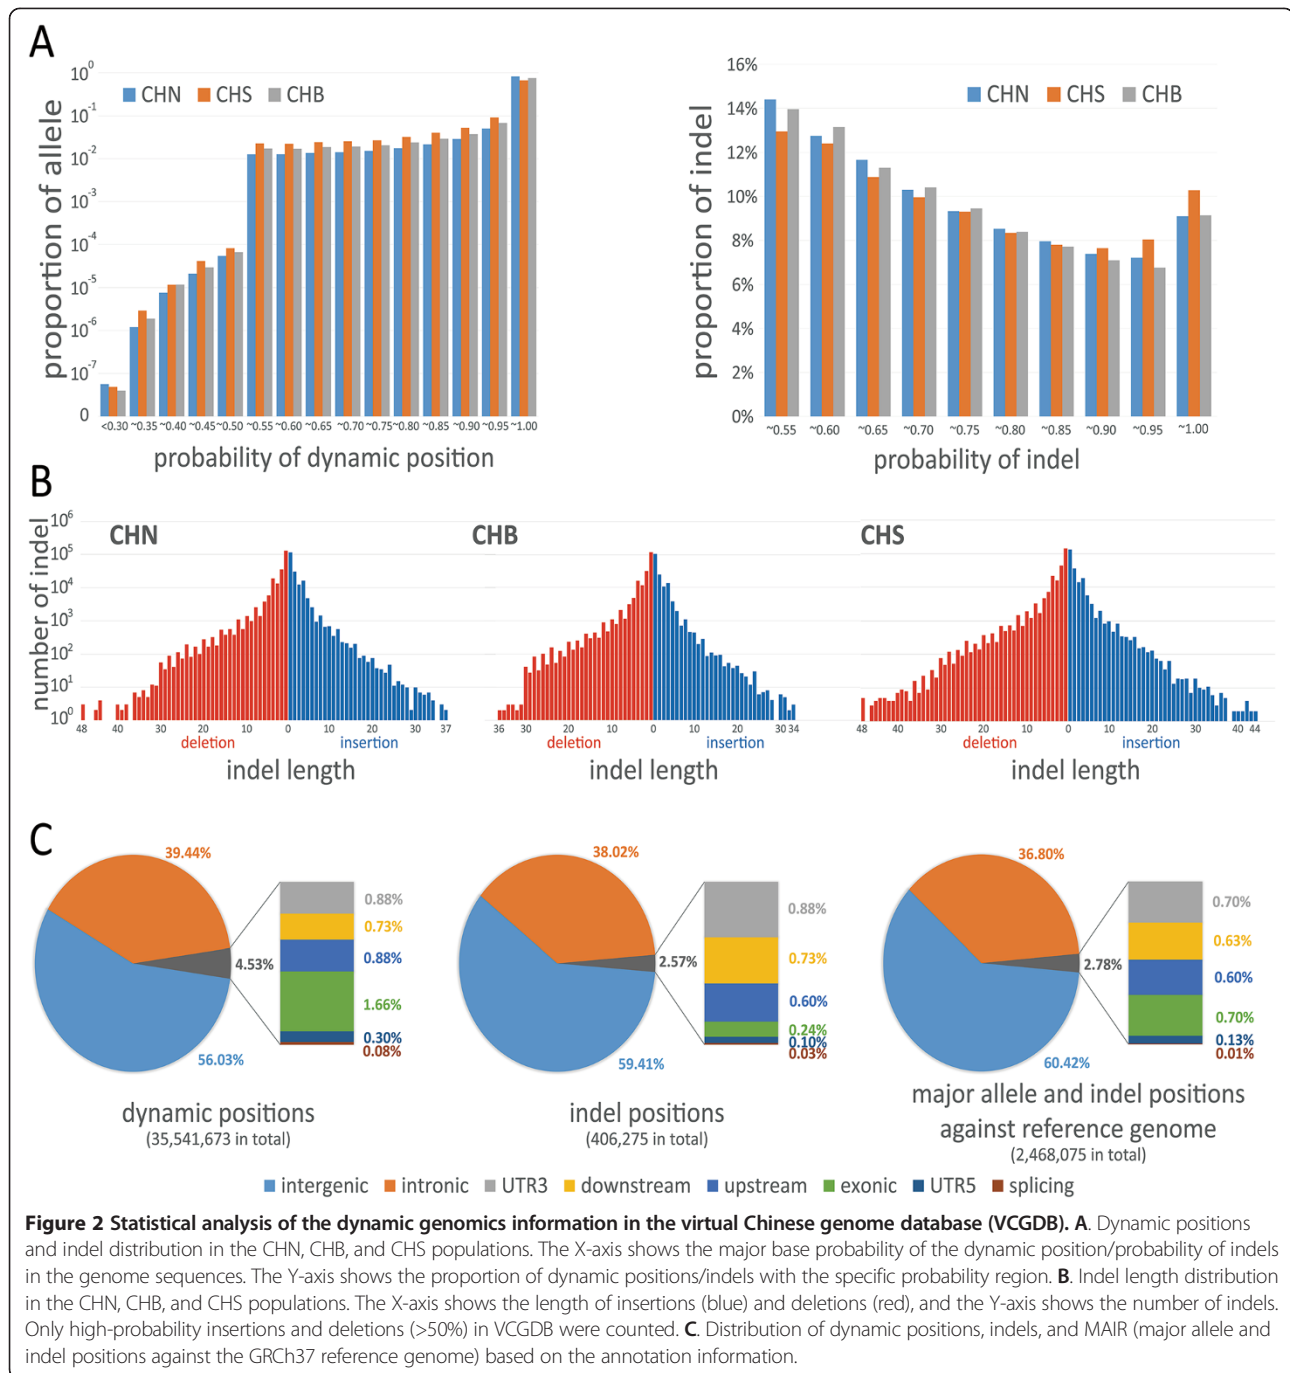 A
proportion of allele
10^0
10^-1
10^-2
10^-3
10^-4
10^-5
10^-6
10^-7
0
CHN CHS CHB
<0.30 ~0.35 ~0.40 ~0.45 ~0.50 ~0.55 ~0.60 ~0.65 ~0.70 ~0.75 ~0.80 ~0.85 ~0.90 ~0.95 ~1.00
probability of dynamic position
proportion of indel
16%
14%
12%
10%
8%
6%
4%
2%
0%
CHN CHS CHB
~0.55 ~0.60 ~0.65 ~0.70 ~0.75 ~0.80 ~0.85 ~0.90 ~0.95 ~1.00
probability of indel
B
number of indel
10^6
10^5
10^4
10^3
10^2
10^1
10^0
CHN
48 40 30 20 10 0 10 20 30 37
deletion insertion
indel length
CHB
36 30 20 10 0 10 20 30 34
deletion insertion
indel length
CHS
48 40 30 20 10 0 10 20 30 40 44
deletion insertion
indel length
C
39.44%
4.53%
56.03%
0.88%
0.73%
0.88%
1.66%
0.30%
0.08%
dynamic positions
(35,541,673 in total)
38.02%
2.57%
59.41%
0.88%
0.73%
0.60%
0.24%
0.10%
0.03%
indel positions
(406,275 in total)
36.80%
2.78%
60.42%
0.70%
0.63%
0.60%
0.70%
0.13%
0.01%
major allele and indel positions
against reference genome
(2,468,075 in total)
intergenic intronic UTR3 downstream upstream exonic UTR5 splicing
Figure 2 Statistical analysis of the dynamic genomics information in the virtual Chinese genome database (VCGDB). A. Dynamic positions
and indel distribution in the CHN, CHB, and CHS populations. The X-axis shows the major base probability of the dynamic position/probability of indels
in the genome sequences. The Y-axis shows the proportion of dynamic positions/indels with the specific probability region. B. Indel length distribution
in the CHN, CHB, and CHS populations. The X-axis shows the length of insertions (blue) and deletions (red), and the Y-axis shows the number of indels.
Only high-probability insertions and deletions (>50%) in VCGDB were counted. C. Distribution of dynamic positions, indels, and MAIR (major allele and
indel positions against the GRCh37 reference genome) based on the annotation information.